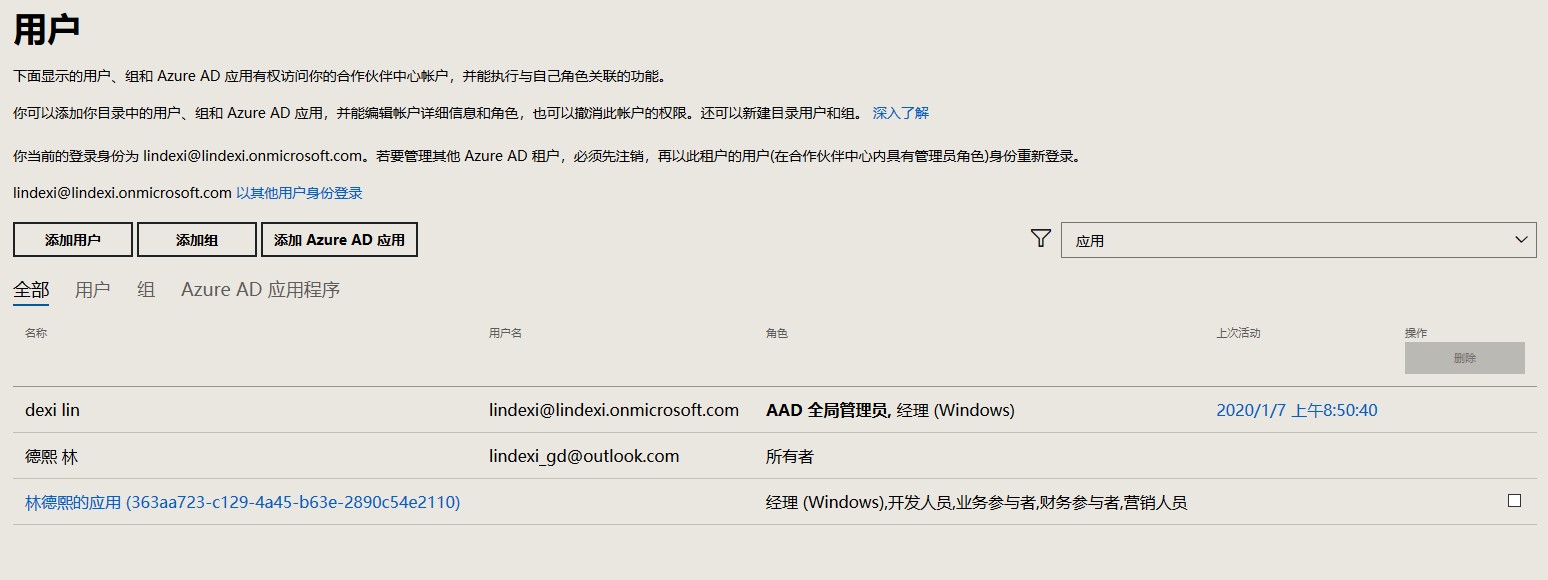 用户
下面显示的用户、组和 Azure AD 应用有权访问你的合作伙伴中心帐户，并能执行与自己角色关联的功能。
你可以添加你目录中的用户、组和 Azure AD 应用，并能编辑帐户详细信息和角色，也可以撤消此帐户的权限。还可以新建目录用户和组。 深入了解
你当前的登录身份为 lindexi@lindexi.onmicrosoft.com。若要管理其他 Azure AD 租户，必须先注销，再以此租户的用户(在合作伙伴中心内具有管理员角色)身份重新登录。
lindexi@lindexi.onmicrosoft.com 以其他用户身份登录
添加用户 添加组 添加 Azure AD 应用 应用
全部 用户 组 Azure AD 应用程序
名称 用户名 角色 上次活动 操作
删除
dexi lin lindexi@lindexi.onmicrosoft.com AAD 全局管理员, 经理 (Windows) 2020/1/7 上午8:50:40
德熙 林 lindexi_gd@outlook.com 所有者
林德熙的应用 (363aa723-c129-4a45-b63e-2890c54e2110) 经理 (Windows),开发人员,业务参与者,财务参与者,营销人员